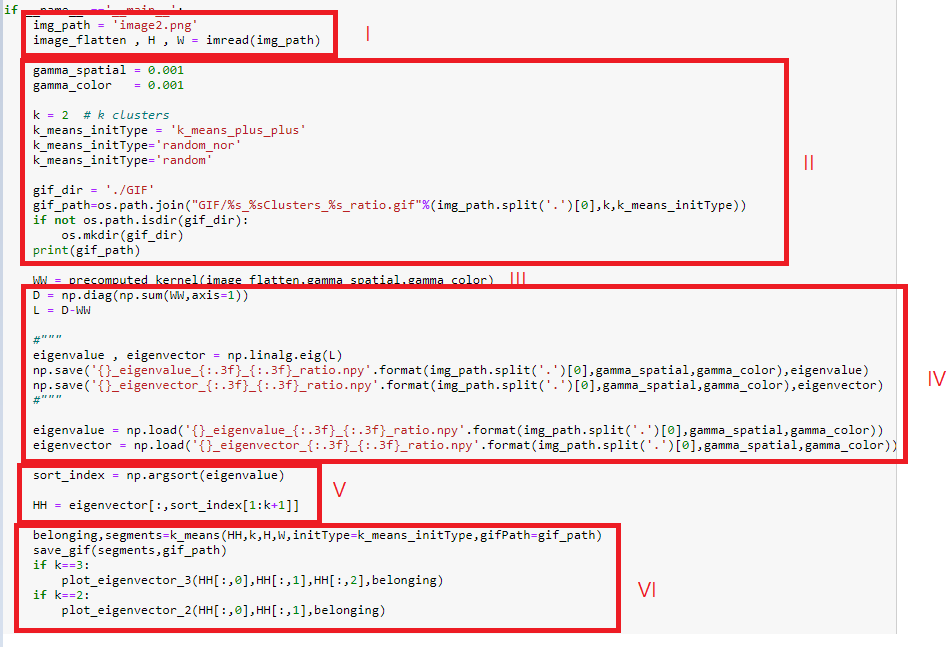 if __name__ =='__main__':
img_path = 'image2.png'
image_flatten , H , W = imread(img_path)
I
gamma_spatial = 0.001
gamma_color   = 0.001
k = 2  # k clusters
k_means_initType = 'k_means_plus_plus'
k_means_initType='random_nor'
k_means_initType='random'
II
gif_dir = './GIF'
gif_path=os.path.join("GIF/%s_%sClusters_%s_ratio.gif"%(img_path.split('.')[0],k,k_means_initType))
if not os.path.isdir(gif_dir):
    os.mkdir(gif_dir)
print(gif_path)
WW = precomputed_kernel(image_flatten,gamma_spatial,gamma_color)
III
D = np.diag(np.sum(WW,axis=1))
L = D-WW
#"""
eigenvalue , eigenvector = np.linalg.eig(L)
np.save('{}_eigenvalue_{:.3f}_{:.3f}_ratio.npy'.format(img_path.split('.')[0],gamma_spatial,gamma_color),eigenvalue)
np.save('{}_eigenvector_{:.3f}_{:.3f}_ratio.npy'.format(img_path.split('.')[0],gamma_spatial,gamma_color),eigenvector)
IV
#"""
eigenvalue = np.load('{}_eigenvalue_{:.3f}_{:.3f}_ratio.npy'.format(img_path.split('.')[0],gamma_spatial,gamma_color))
eigenvector = np.load('{}_eigenvector_{:.3f}_{:.3f}_ratio.npy'.format(img_path.split('.')[0],gamma_spatial,gamma_color))
sort_index = np.argsort(eigenvalue)
V
HH = eigenvector[:,sort_index[1:k+1]]
belonging,segments=k_means(HH,k,H,W,initType=k_means_initType,gifPath=gif_path)
save_gif(segments,gif_path)
if k==3:
    plot_eigenvector_3(HH[:,0],HH[:,1],HH[:,2],belonging)
VI
if k==2:
    plot_eigenvector_2(HH[:,0],HH[:,1],belonging)